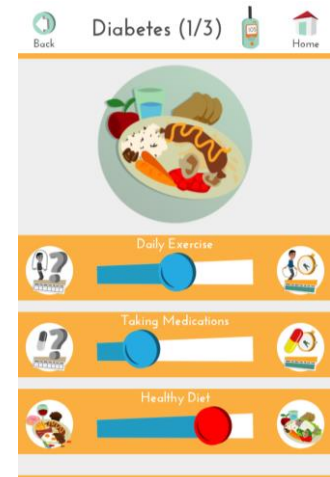 Diabetes (1/3)
Back
Home
Daily Exercise
Taking Medications
Healthy Diet